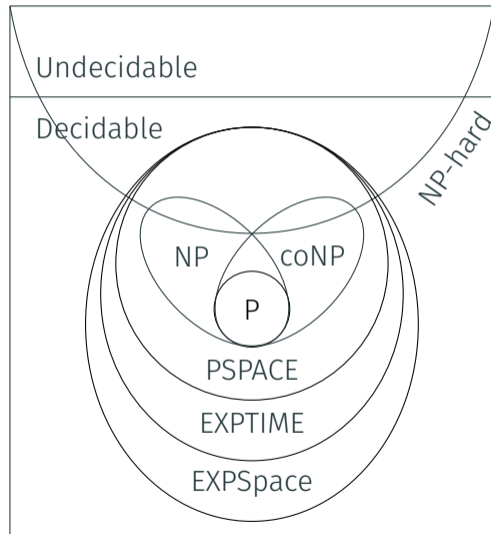 Undecidable
Decidable
NP-hard
NP
coNP
P
PSPACE
EXPTIME
EXPSpace